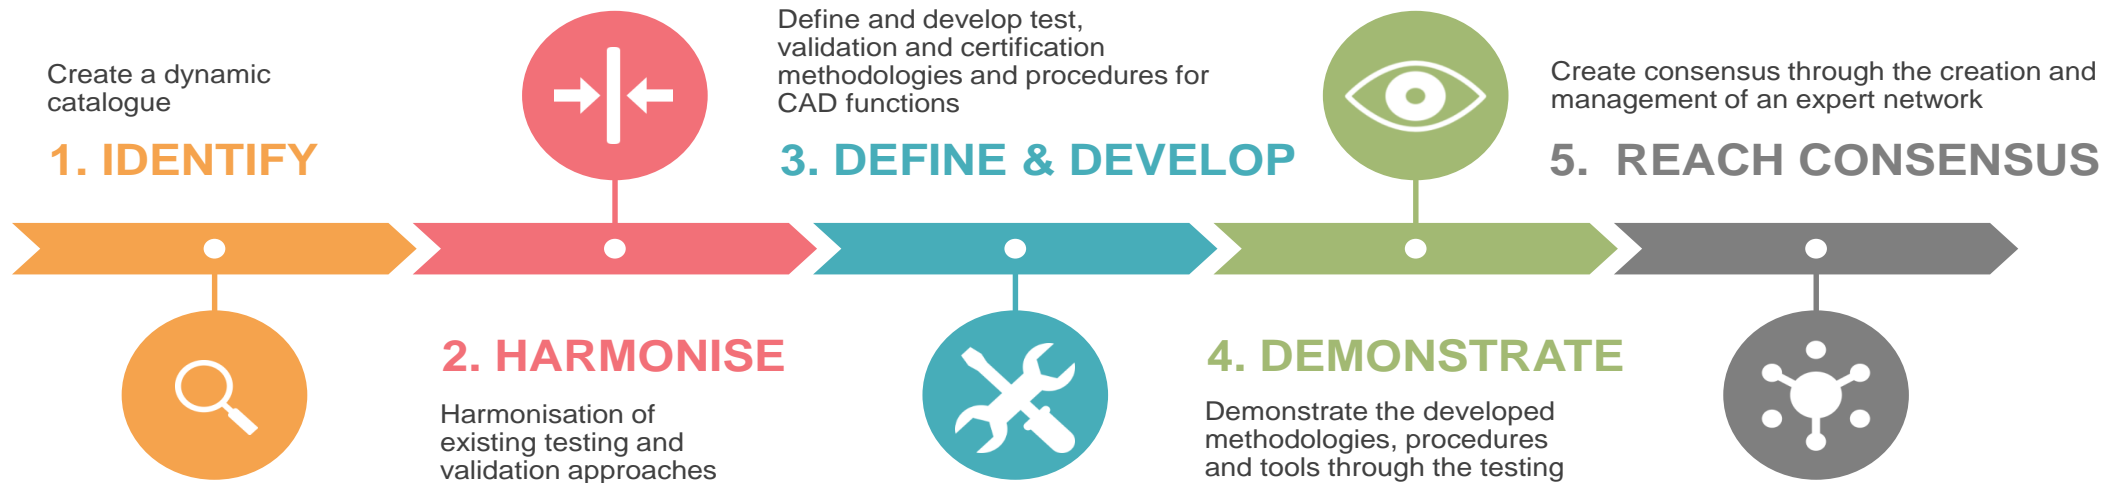 Create a dynamic
catalogue
1. IDENTIFY
2. HARMONISE
Harmonisation of
existing testing and
validation approaches
Define and develop test,
validation and certification
methodologies and procedures for
CAD functions
3. DEFINE & DEVELOP
4. DEMONSTRATE
Demonstrate the developed
methodologies, procedures
and tools through the testing
Create consensus through the creation and
management of an expert network
5. REACH CONSENSUS